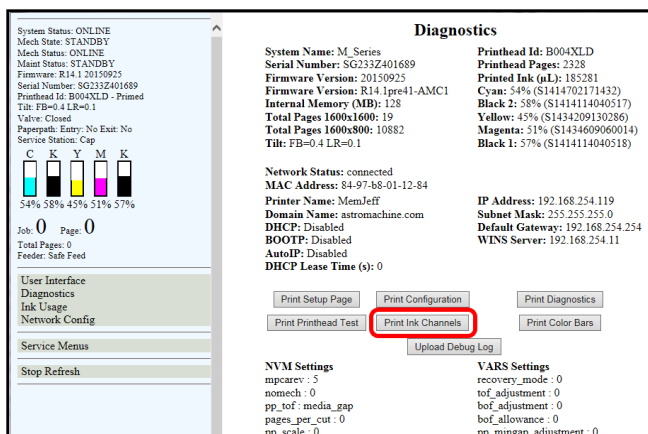 System Status: ONLINE
Mech State: STANDBY
Mech Status: ONLINE
Maint Status: STANDBY
Firmware: R14.1 20150925
Serial Number: SG233Z401689
Printhead Id: B004XLD - Primed
Tilt: FB=0.4 LR=0.1
Valve: Closed
Paperpath: Entry: No Exit: No
Service Station: Cap
C K Y M K
54% 58% 45% 51% 57%
Job: 0 Page: 0
Total Pages: 0
Feeder: Safe Feed
User Interface
Diagnostics
Ink Usage
Network Config
Service Menus
Stop Refresh
Diagnostics
System Name: M_Series
Serial Number: SG233Z401689
Firmware Version: 20150925
Firmware Version: R14.1pre41-AMC1
Internal Memory (MB): 128
Total Pages 1600x1600: 19
Total Pages 1600x800: 10882
Tilt: FB=0.4 LR=0.1
Printhead Id: B004XLD
Printhead Pages: 2328
Printed Ink (µL): 185281
Cyan: 54% (S1414702171432)
Black 2: 58% (S1414114040517)
Yellow: 45% (S1434209130286)
Magenta: 51% (S1434609060014)
Black 1: 57% (S1414114040518)
Network Status: connected
MAC Address: 84-97-b8-01-12-84
Printer Name: MemJeff
Domain Name: astromachine.com
DHCP: Disabled
BOOTP: Disabled
AutoIP: Disabled
DHCP Lease Time (s): 0
IP Address: 192.168.254.119
Subnet Mask: 255.255.255.0
Default Gateway: 192.168.254.254
WINS Server: 192.168.254.11
Print Setup Page Print Configuration Print Diagnostics
Print Printhead Test Print Ink Channels Print Color Bars
Upload Debug Log
NVM Settings
mpcarev : 5
nomech : 0
pp_tof : media_gap
pages_per_cut : 0
pp_scale : 0
VARS Settings
recovery_mode : 0
tof_adjustment : 0
bof_adjustment : 0
bof_allowance : 0
pp_mingap_adjustment : 0